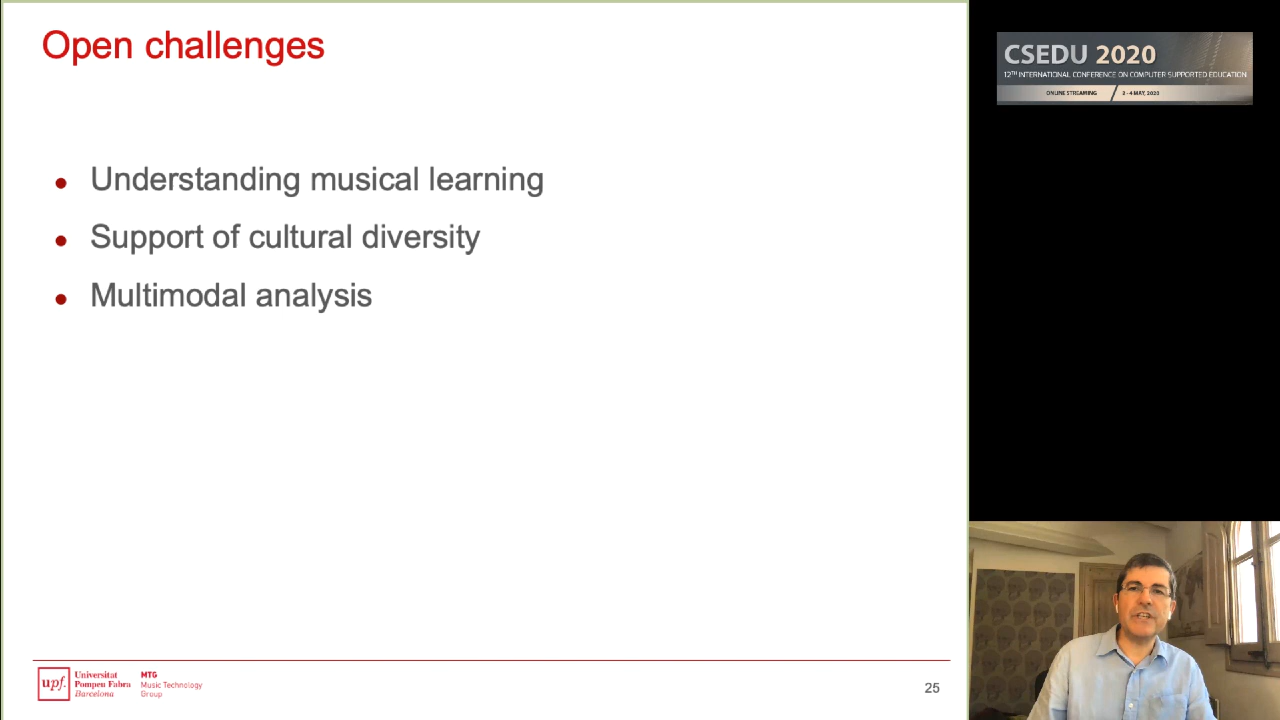 Open challenges
Understanding musical learning
Support of cultural diversity
Multimodal analysis
upf.
Universitat
Pompeu Fabra
Barcelona
MTG
Music Technology
Group
25
CSEDU 2020
12TH INTERNATIONAL CONFERENCE ON COMPUTER SUPPORTED EDUCATION
ONLINE STREAMING
2 - 4 MAY, 2020